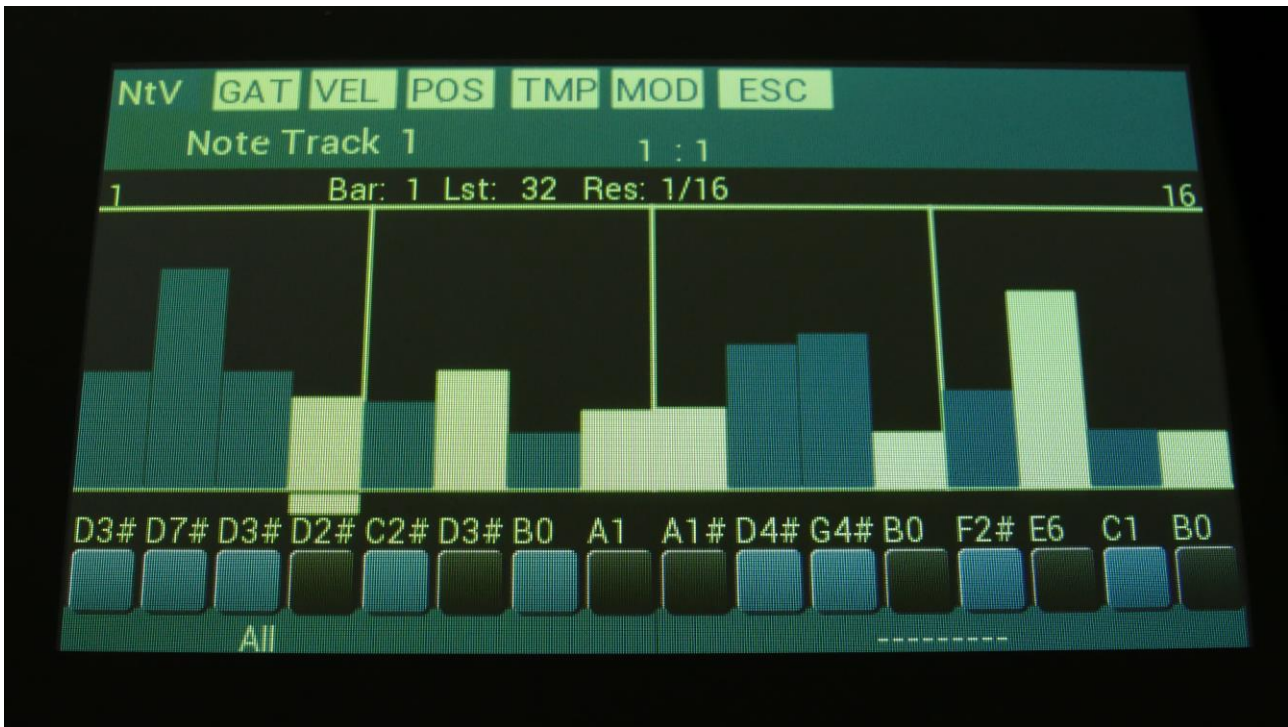 NtV GAT VEL POS TMP MOD ESC
Note Track 1 1 : 1
1 Bar: 1 Lst: 32 Res: 1/16 16
D3# D7# D3# D2# C2# D3# B0 A1 A1# D4# G4# B0 F2# E6 C1 B0
All ---------